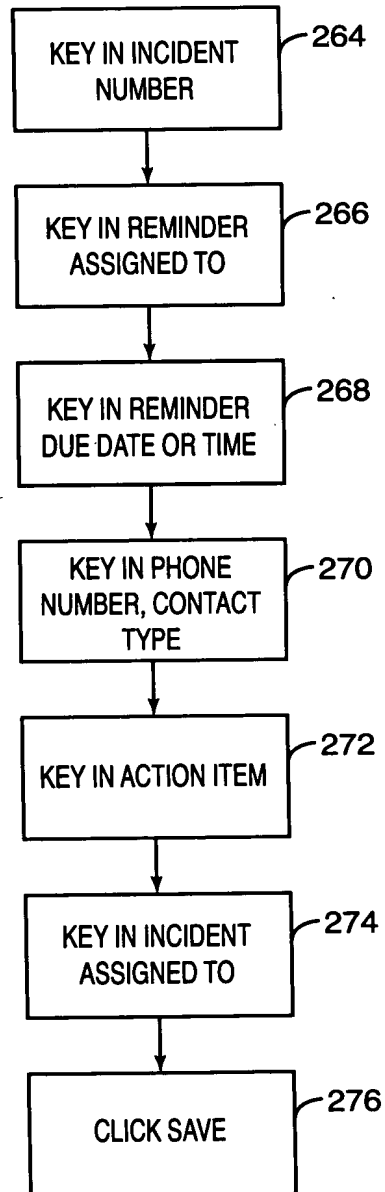 KEY IN INCIDENT
NUMBER
264
KEY IN REMINDER
ASSIGNED TO
266
KEY IN REMINDER
DUE DATE OR TIME
268
KEY IN PHONE
NUMBER, CONTACT
TYPE
270
KEY IN ACTION ITEM
272
KEY IN INCIDENT
ASSIGNED TO
274
CLICK SAVE
276